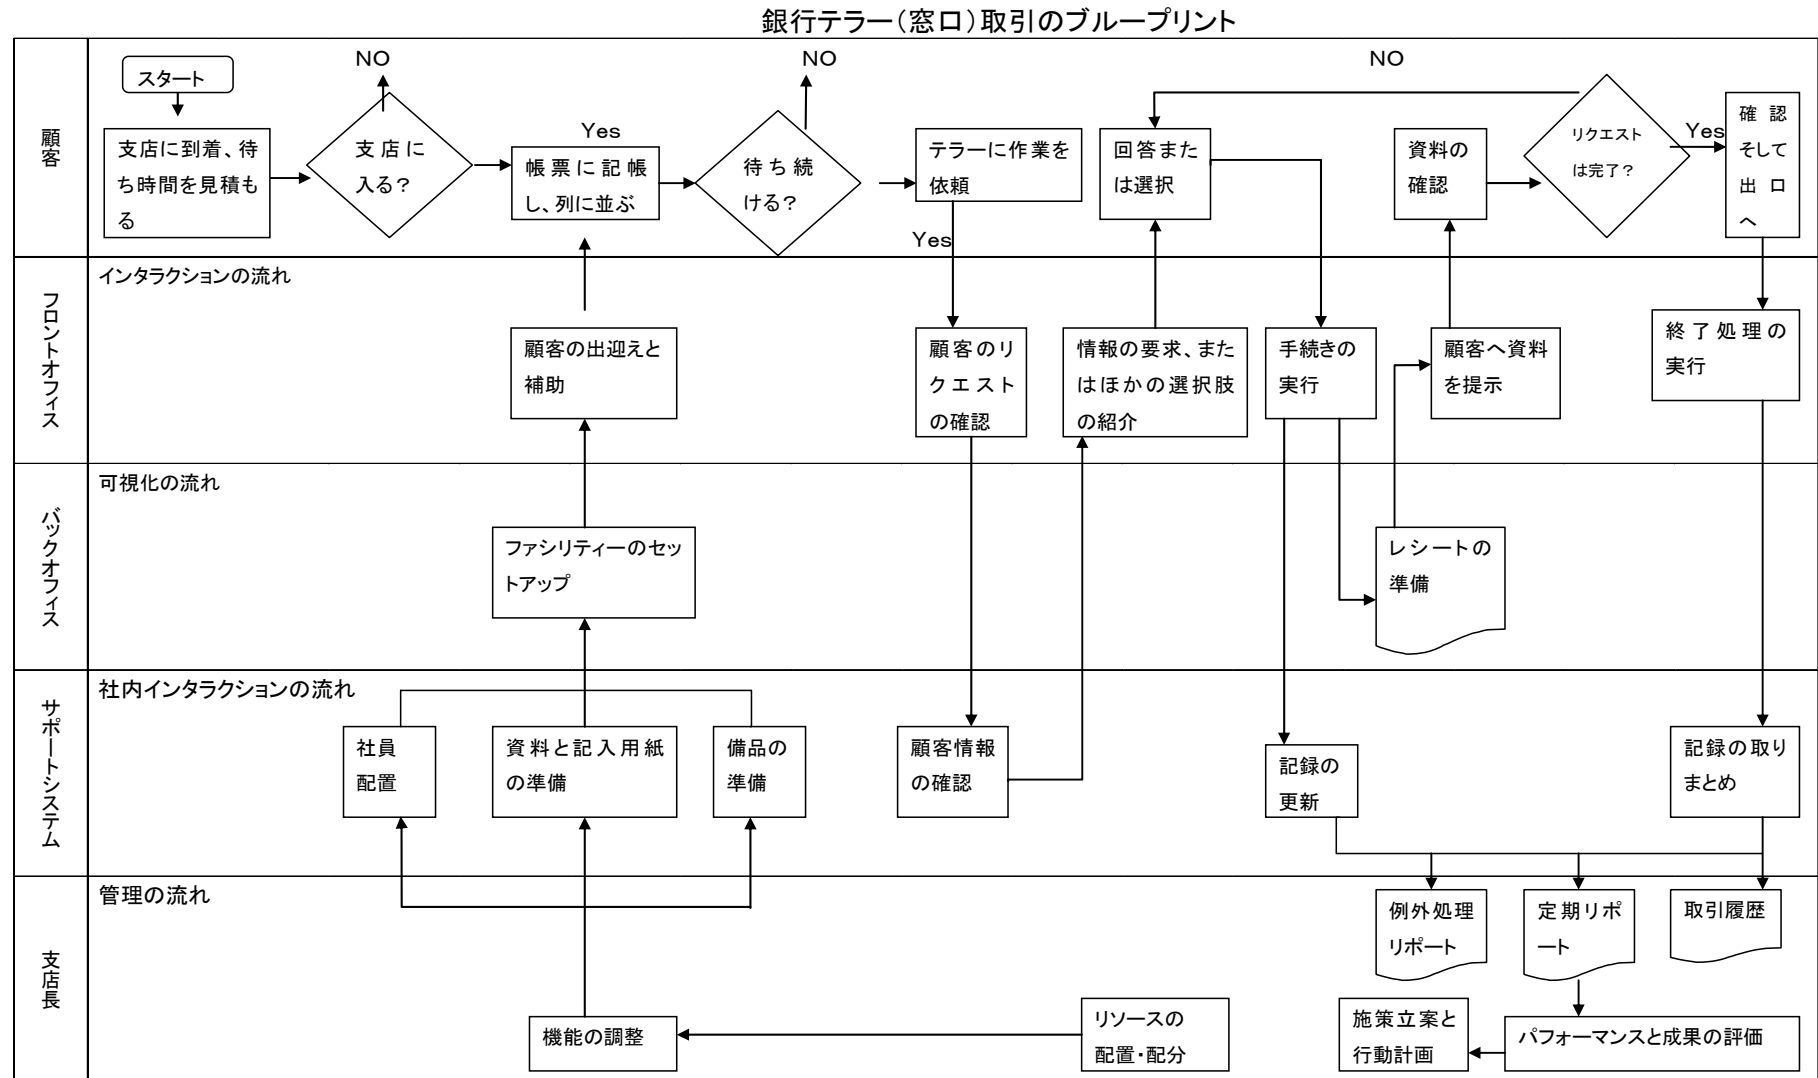 銀行テラー（窓口）取引のブループリント
顧客
スタート
NO
NO
NO
支店に到着、待
ち時間を見積も
る
支店に
入る？
Yes
帳票に記帳
し、列に並ぶ
待ち続
ける？
テラーに作業を
依頼
Yes
回答また
は選択
資料の
確認
リクエスト
は完了？
Yes
確認
そして
出口
へ
フロントオフィス
インタラクションの流れ
顧客の出迎えと
補助
顧客のリ
クエスト
の確認
情報の要求、また
はほかの選択肢
の紹介
手続きの
実行
顧客へ資料
を提示
終了処理の
実行
バックオフィス
可視化の流れ
ファシリティーのセッ
トアップ
レシートの
準備
サポートシステム
社内インタラクションの流れ
社員
配置
資料と記入用紙
の準備
備品の
準備
顧客情報
の確認
記録の
更新
記録の取り
まとめ
支店長
管理の流れ
例外処理
リポート
定期リポ
ート
取引履歴
機能の調整
リソースの
配置・配分
施策立案と
行動計画
パフォーマンスと成果の評価